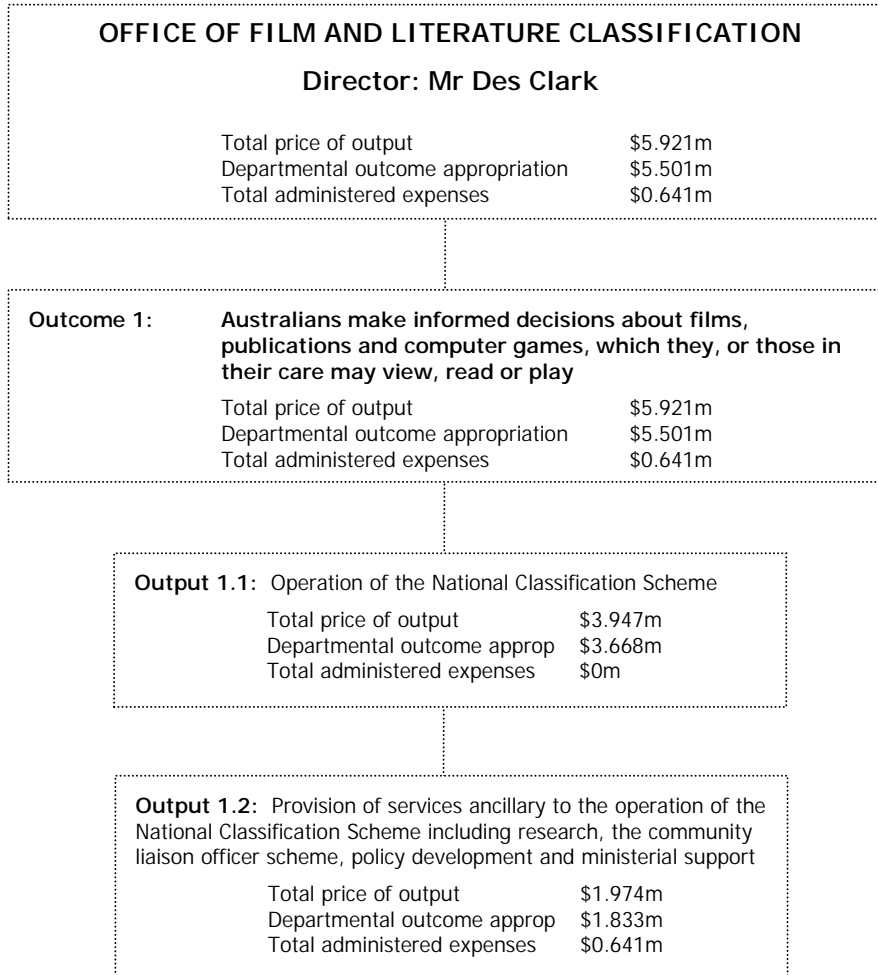 OFFICE OF FILM AND LITERATURE CLASSIFICATION
Director: Mr Des Clark
Total price of output $5.921m
Departmental outcome appropriation $5.501m
Total administered expenses $0.641m
Outcome 1: Australians make informed decisions about films,
publications and computer games, which they, or those in
their care may view, read or play
Total price of output $5.921m
Departmental outcome appropriation $5.501m
Total administered expenses $0.641m
Output 1.1: Operation of the National Classification Scheme
Total price of output $3.947m
Departmental outcome approp $3.668m
Total administered expenses $0m
Output 1.2: Provision of services ancillary to the operation of the
National Classification Scheme including research, the community
liaison officer scheme, policy development and ministerial support
Total price of output $1.974m
Departmental outcome approp $1.833m
Total administered expenses $0.641m